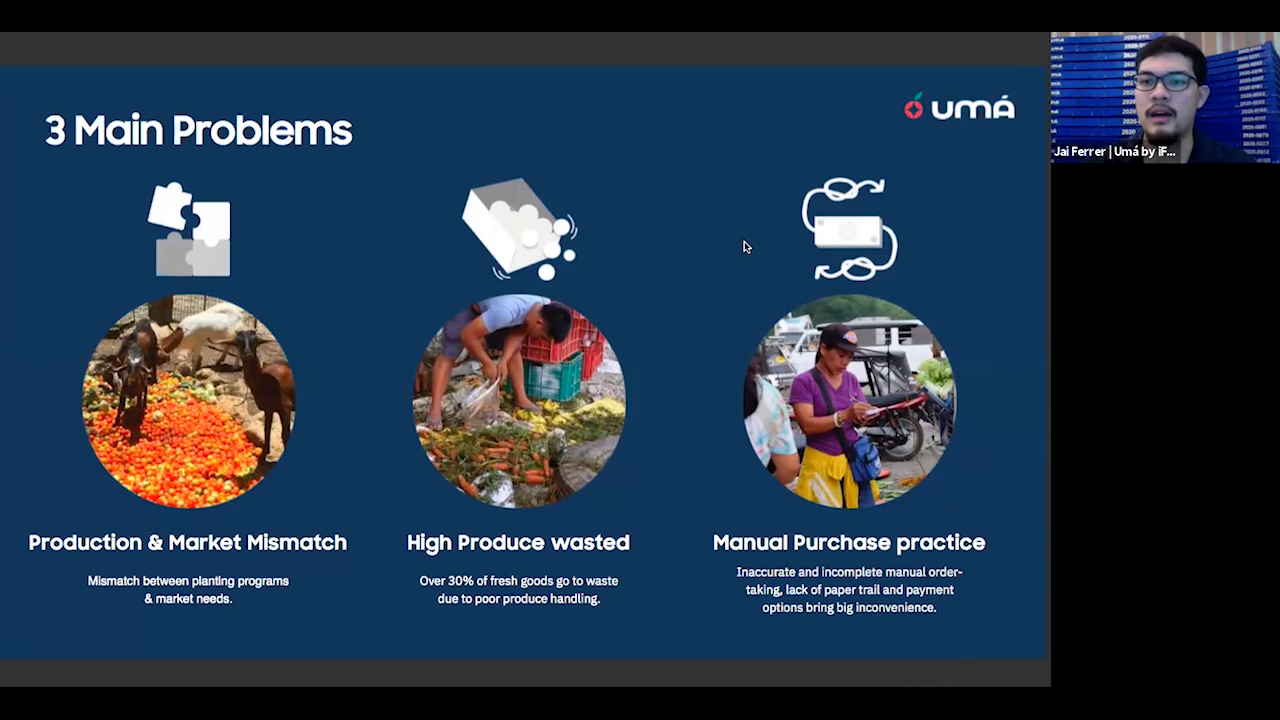 3 Main Problems
UMÁ
Jai Ferrer | Umá by iF...
Production & Market Mismatch
Mismatch between planting programs
& market needs.
High Produce wasted
Over 30% of fresh goods go to waste
due to poor produce handling.
Manual Purchase practice
Inaccurate and incomplete manual order-
taking, lack of paper trail and payment
options bring big inconvenience.